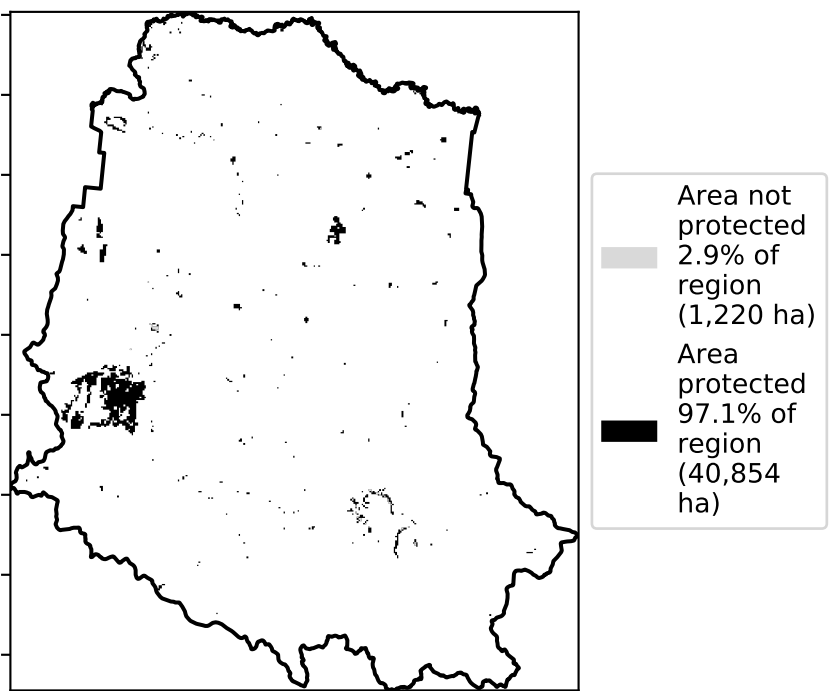 Area not
protected
2.9% of
region
(1,220 ha)
Area
protected
97.1% of
region
(40,854
ha)